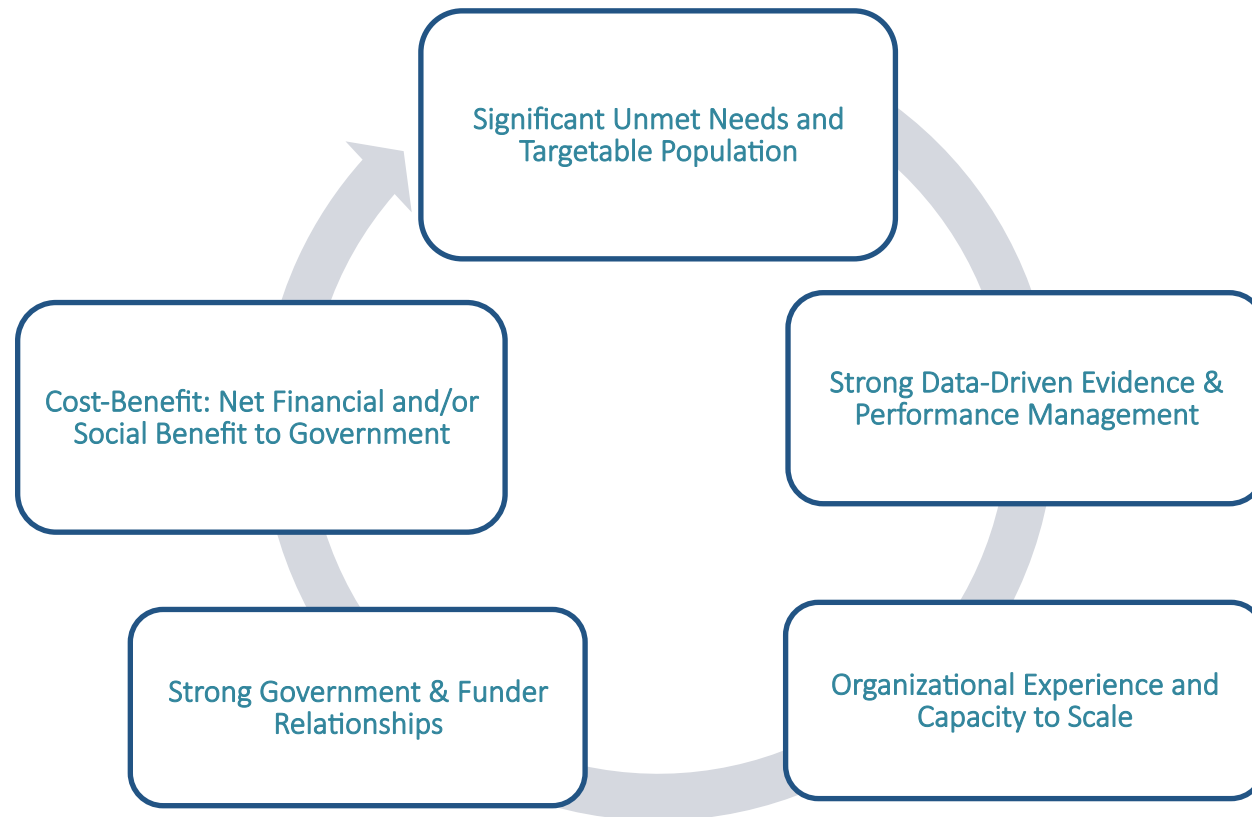 Significant Unmet Needs and
Targetable Population
Strong Data-Driven Evidence &
Performance Management
Organizational Experience and
Capacity to Scale
Strong Government & Funder
Relationships
Cost-Benefit: Net Financial and/or
Social Benefit to Government